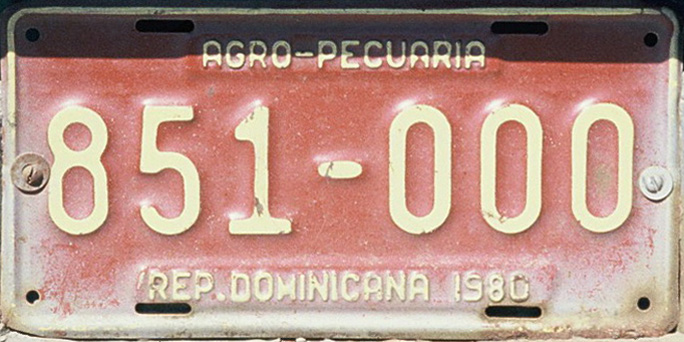 AGRO-PECUARIA
851-000
REP. DOMINICANA 1980